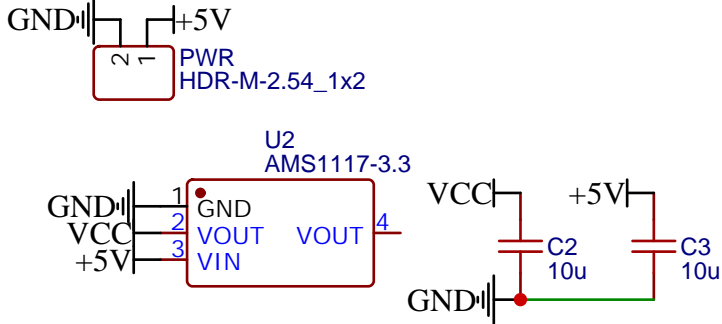 GND
+5V
2
1
PWR
HDR-M-2.54_1x2
U2
AMS1117-3.3
GND 1 GND
VCC 2 VOUT VOUT 4
+5V 3 VIN
VCC +5V
C2 C3
10u 10u
GND